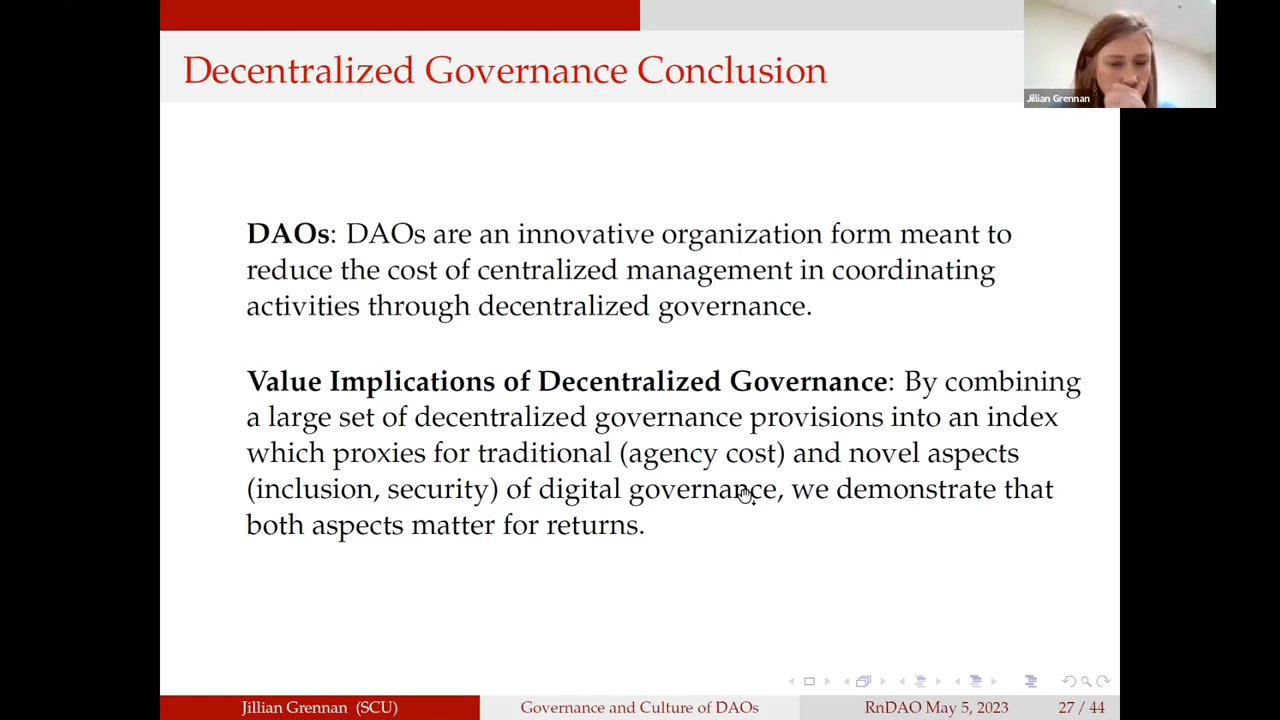 Decentralized Governance Conclusion
Jillian Grennan
DAOs: DAOs are an innovative organization form meant to
reduce the cost of centralized management in coordinating
activities through decentralized governance.
Value Implications of Decentralized Governance: By combining
a large set of decentralized governance provisions into an index
which proxies for traditional (agency cost) and novel aspects
(inclusion, security) of digital governance, we demonstrate that
both aspects matter for returns.
Jillian Grennan (SCU) Governance and Culture of DAOs RnDAO May 5, 2023 27 / 44